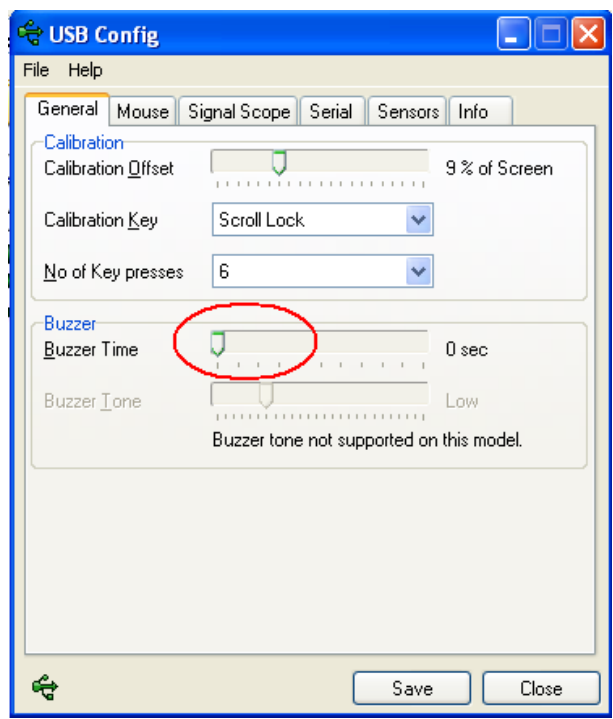 USB Config
File Help
General Mouse Signal Scope Serial Sensors Info
Calibration
Calibration Offset 9 % of Screen
Calibration Key Scroll Lock
No of Key presses 6
Buzzer
Buzzer Time 0 sec
Buzzer Tone Low
Buzzer tone not supported on this model.
Save Close